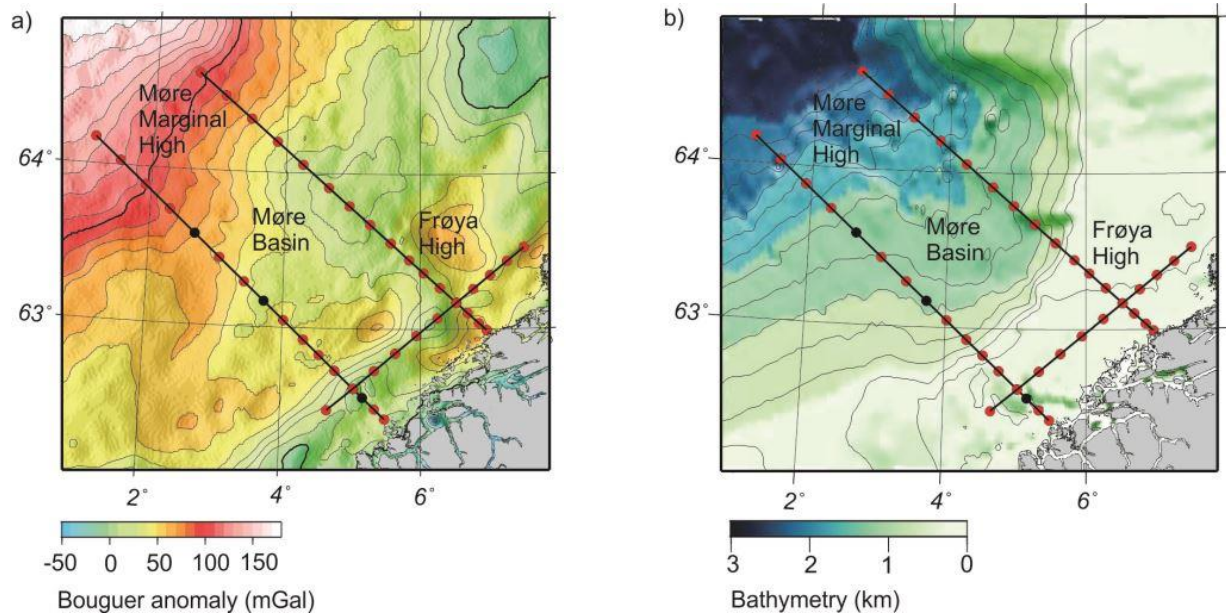 a)
Møre
Marginal
High
64°
Møre
Basin
Frøya
High
63°
2°
4°
6°
-50 0 50 100 150
Bouguer anomaly (mGal)
b)
Møre
Marginal
High
64°
Møre
Basin
Frøya
High
63°
2°
4°
6°
3 2 1 0
Bathymetry (km)